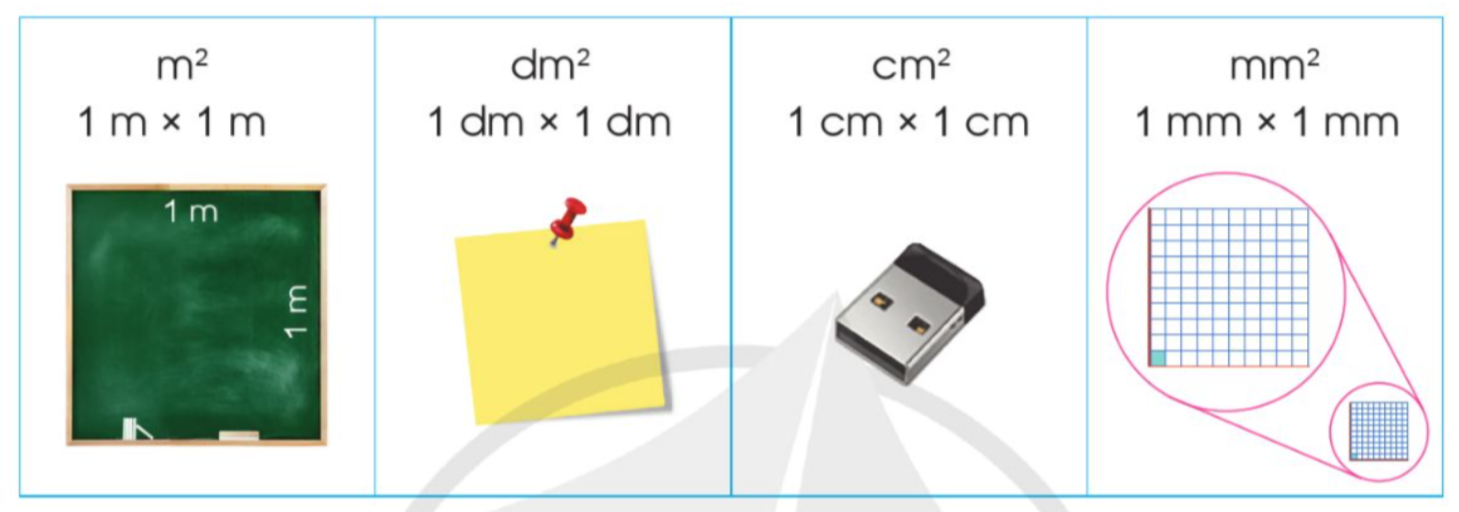 m²
1 m × 1 m
1 m
1 m
dm²
1 dm × 1 dm
cm²
1 cm × 1 cm
mm²
1 mm × 1 mm